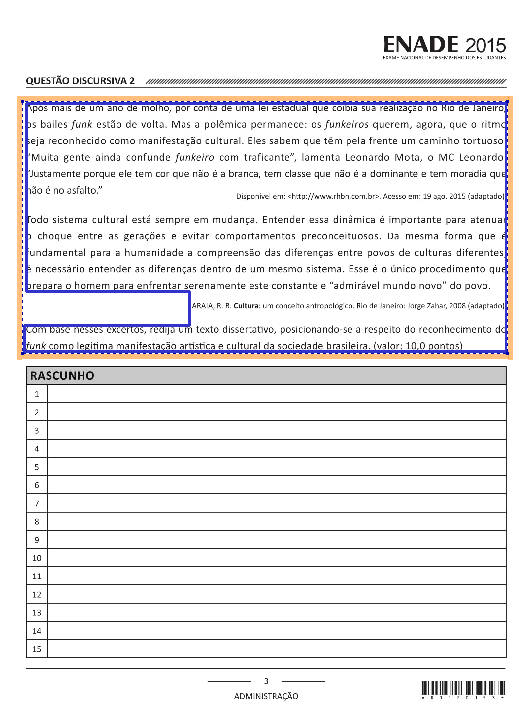 ENADE 2015
EXAME NACIONAL DE DESEMPENHO DOS ESTUDANTES
QUESTÃO DISCURSIVA 2
Após mais de um ano de molho, por conta de uma lei estadual que coibia sua realização no Rio de Janeiro,
os bailes funk estão de volta. Mas a polêmica permanece: os funkeiros querem, agora, que o ritmo
seja reconhecido como manifestação cultural. Eles sabem que têm pela frente um caminho tortuoso.
“Muita gente ainda confunde funkeiro com traficante”, lamenta Leonardo Mota, o MC Leonardo.
“Justamente porque ele tem cor que não é a branca, tem classe que não é a dominante e tem moradia que
não é no asfalto.”
Disponível em: <http://www.rhbn.com.br>. Acesso em: 19 ago. 2015 (adaptado).
Todo sistema cultural está sempre em mudança. Entender essa dinâmica é importante para atenuar
o choque entre as gerações e evitar comportamentos preconceituosos. Da mesma forma que é
fundamental para a humanidade a compreensão das diferenças entre povos de culturas diferentes,
é necessário entender as diferenças dentro de um mesmo sistema. Esse é o único procedimento que
prepara o homem para enfrentar serenamente este constante e “admirável mundo novo” do povo.
ARAIA, R. R. Cultura: um conceito antropológico. Rio de Janeiro: Jorge Zahar, 2008 (adaptado).
Com base nesses excertos, redija um texto dissertativo, posicionando-se a respeito do reconhecimento do
funk como legítima manifestação artística e cultural da sociedade brasileira. (valor: 10,0 pontos)
RASCUNHO
1
2
3
4
5
6
7
8
9
10
11
12
13
14
15
3
ADMINISTRAÇÃO